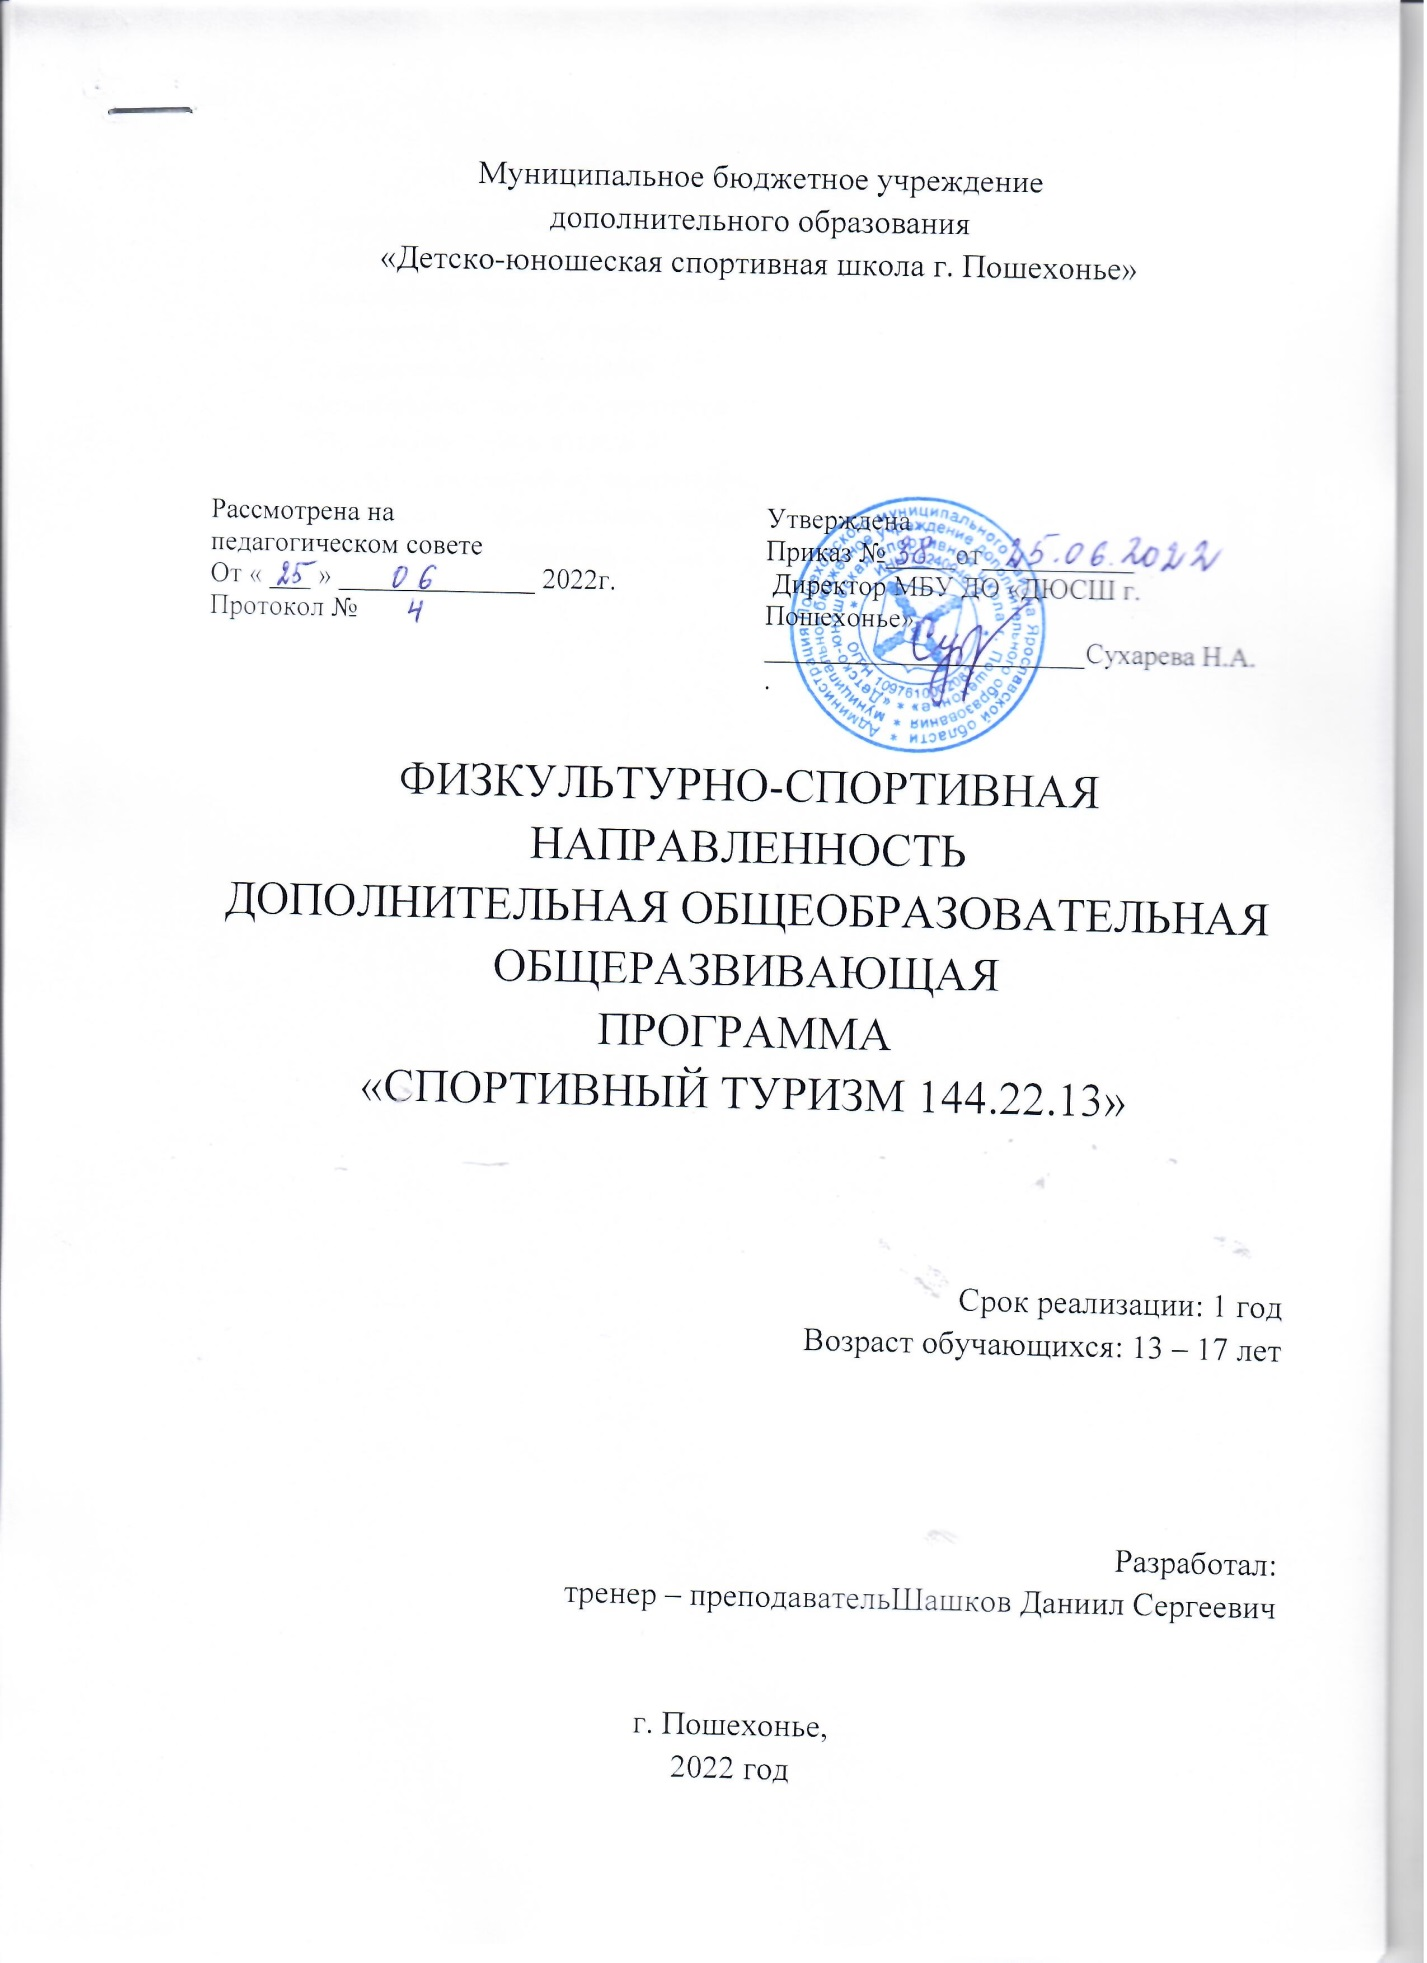 Муниципальное бюджетное учреждение
дополнительного образования
«Детско-юношеская спортивная школа г. Пошехонье»
Рассмотрена на
педагогическом совете
От « 25 » 06 2022г.
Протокол № 4
Утверждена
Приказ № 38 от 25.06.2022
Директор МБУ ДО «ДЮСШ г.
Пошехонье»
Сухарева Н.А.
.
ФИЗКУЛЬТУРНО-СПОРТИВНАЯ
НАПРАВЛЕННОСТЬ
ДОПОЛНИТЕЛЬНАЯ ОБЩЕОБРАЗОВАТЕЛЬНАЯ
ОБЩЕРАЗВИВАЮЩАЯ
ПРОГРАММА
«СПОРТИВНЫЙ ТУРИЗМ 144.22.13»
Срок реализации: 1 год
Возраст обучающихся: 13 – 17 лет
Разработал:
тренер – преподавательШашков Даниил Сергеевич
г. Пошехонье,
2022 год